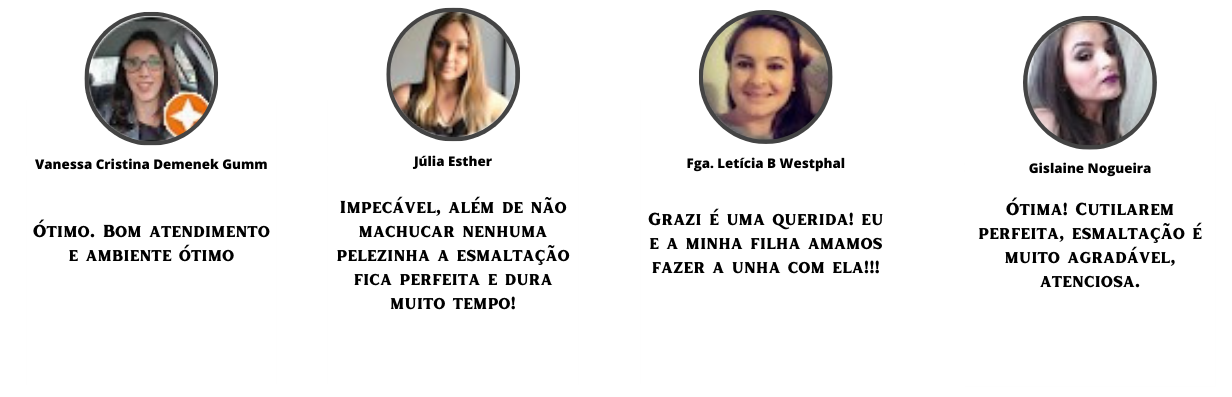 Vanessa Cristina Demenek Gumm
Ótimo. Bom atendimento
e ambiente ótimo
Júlia Esther
Impecável, além de não
machucar nenhuma
pelezinha a esmaltação
fica perfeita e dura
muito tempo!
Fga. Letícia B Westphal
Grazi é uma querida! eu
e a minha filha amamos
fazer a unha com ela!!!
Gislaine Nogueira
Ótima! Cutilarem
perfeita, esmaltação é
muito agradável,
atenciosa.